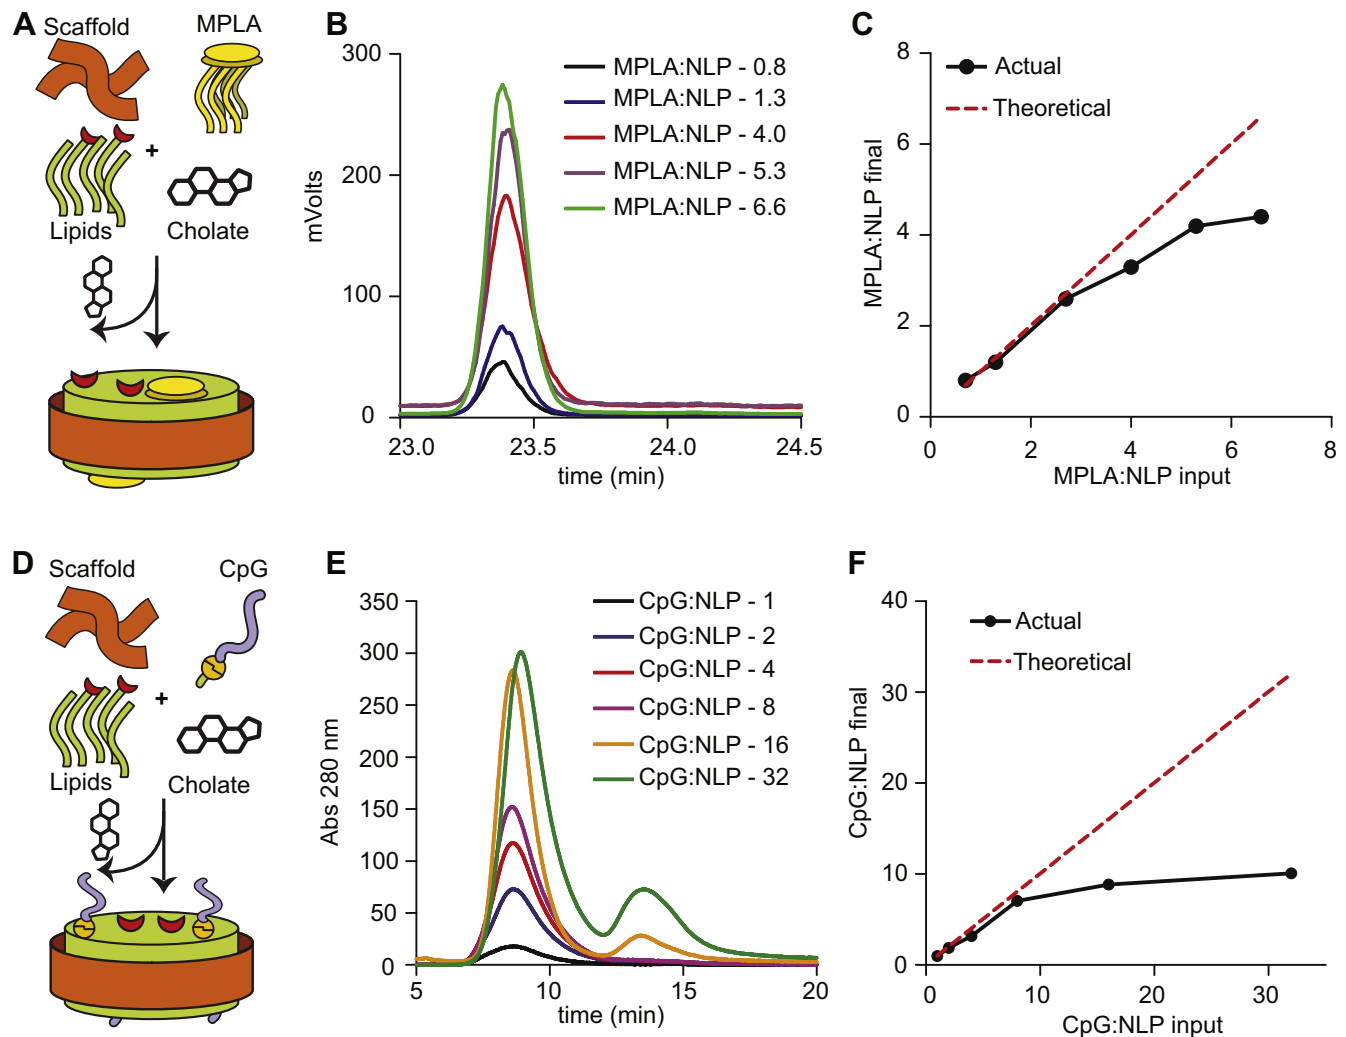 A
Scaffold
MPLA
+
Lipids
Cholate
B
300
200
100
0
mVolts
23.0
23.5
24.0
24.5
time (min)
MPLA:NLP - 0.8
MPLA:NLP - 1.3
MPLA:NLP - 4.0
MPLA:NLP - 5.3
MPLA:NLP - 6.6
C
8
6
4
2
0
MPLA:NLP final
Actual
Theoretical
0
2
4
6
8
MPLA:NLP input
D
Scaffold
CpG
+
Lipids
Cholate
E
350
300
250
200
150
100
50
0
Abs 280 nm
5
10
15
20
time (min)
CpG:NLP - 1
CpG:NLP - 2
CpG:NLP - 4
CpG:NLP - 8
CpG:NLP - 16
CpG:NLP - 32
F
40
30
20
10
0
CpG:NLP final
Actual
Theoretical
0
10
20
30
CpG:NLP input